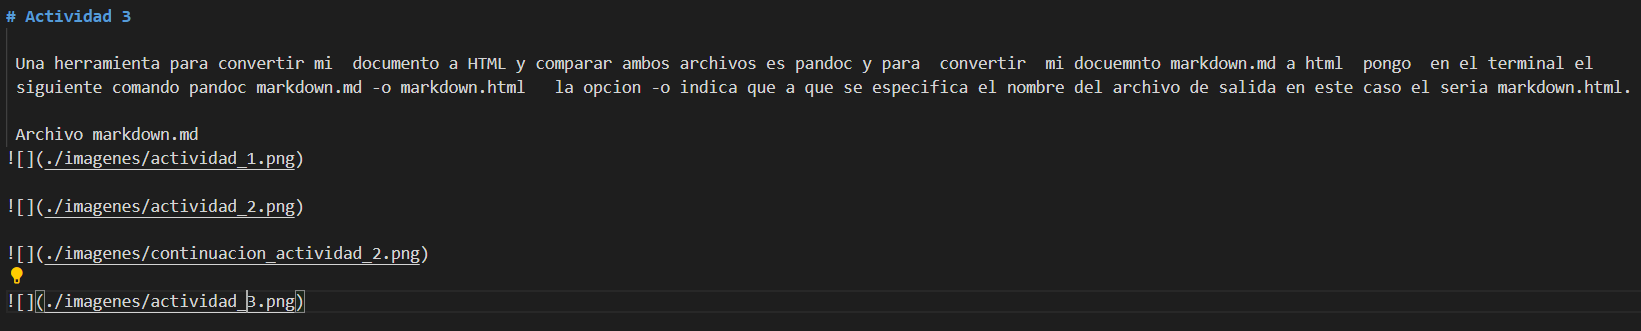 # Actividad 3
Una herramienta para convertir mi  documento a HTML y comparar ambos archivos es pandoc y para  convertir  mi docuemnto markdown.md a html  pongo  en el terminal el
siguiente comando pandoc markdown.md -o markdown.html   la opcion -o indica que a que se especifica el nombre del archivo de salida en este caso el seria markdown.html.
Archivo markdown.md
![](./imagenes/actividad_1.png)
![](./imagenes/actividad_2.png)
![](./imagenes/continuacion_actividad_2.png)
![](./imagenes/actividad_3.png)